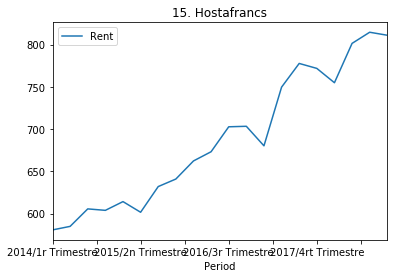 15. Hostafrancs
Rent
800
750
700
650
600
2014/1r Trimestre 2015/2n Trimestre 2016/3r Trimestre 2017/4rt Trimestre
Period